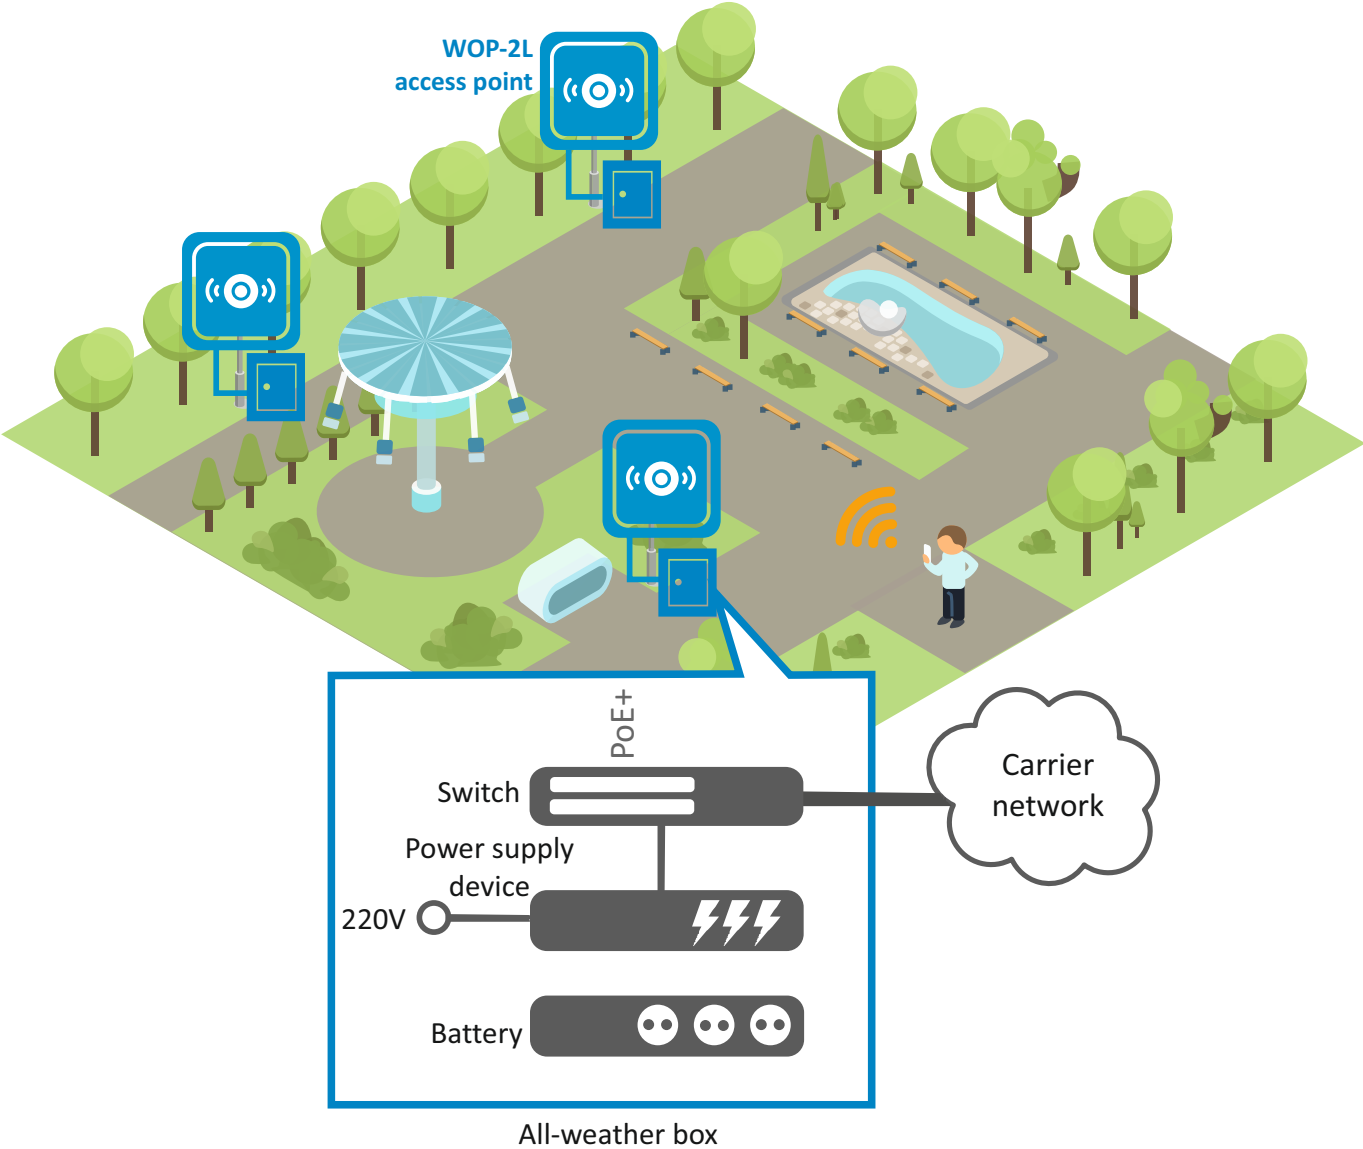 WOP-2L
access point
PoE+
Switch
Carrier
network
Power supply
device
220V
Battery
All-weather box